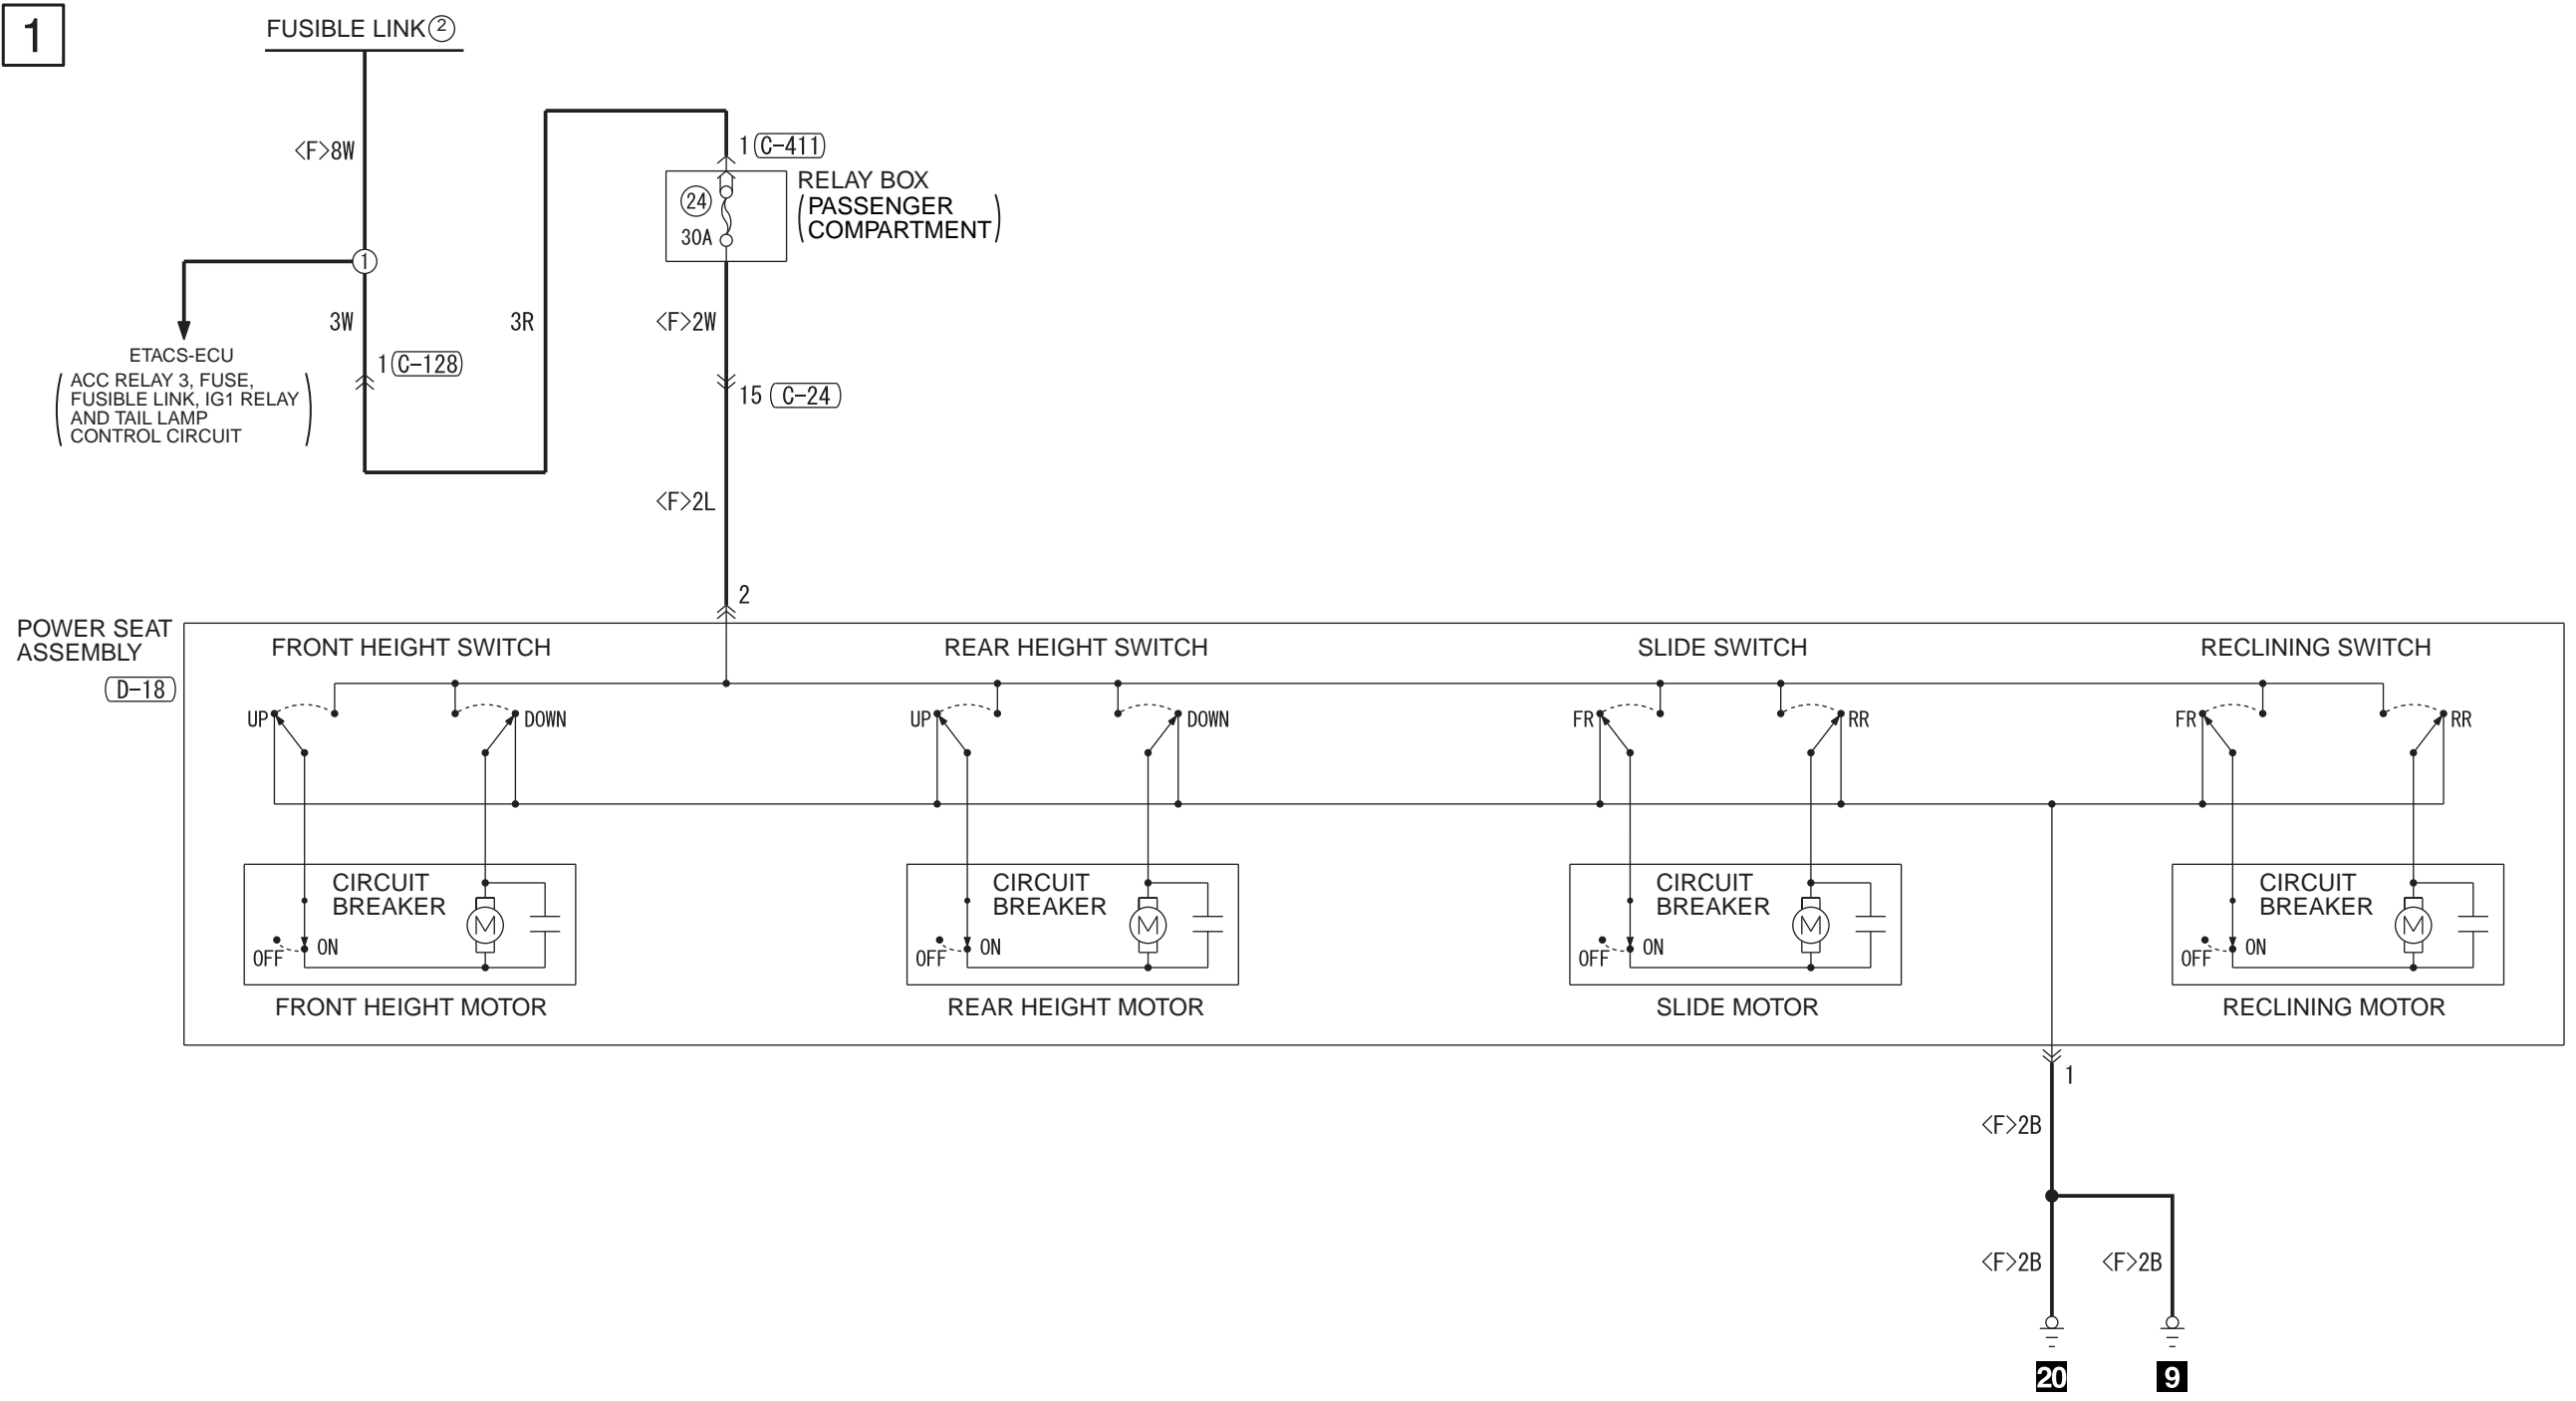 1
FUSIBLE LINK ②
<F>8W
1 (C-411)
24
30A
RELAY BOX
(PASSENGER
COMPARTMENT)
1
3W
3R
<F>2W
1 (C-128)
15 (C-24)
ETACS-ECU
(ACC RELAY 3, FUSE,
FUSIBLE LINK, IG1 RELAY
AND TAIL LAMP
CONTROL CIRCUIT)
<F>2L
2
POWER SEAT
ASSEMBLY
(D-18)
FRONT HEIGHT SWITCH
REAR HEIGHT SWITCH
SLIDE SWITCH
RECLINING SWITCH
UP
DOWN
UP
DOWN
FR
RR
FR
RR
CIRCUIT
BREAKER
M
OFF
ON
FRONT HEIGHT MOTOR
CIRCUIT
BREAKER
M
OFF
ON
REAR HEIGHT MOTOR
CIRCUIT
BREAKER
M
OFF
ON
SLIDE MOTOR
CIRCUIT
BREAKER
M
OFF
ON
RECLINING MOTOR
1
<F>2B
<F>2B
<F>2B
20
9